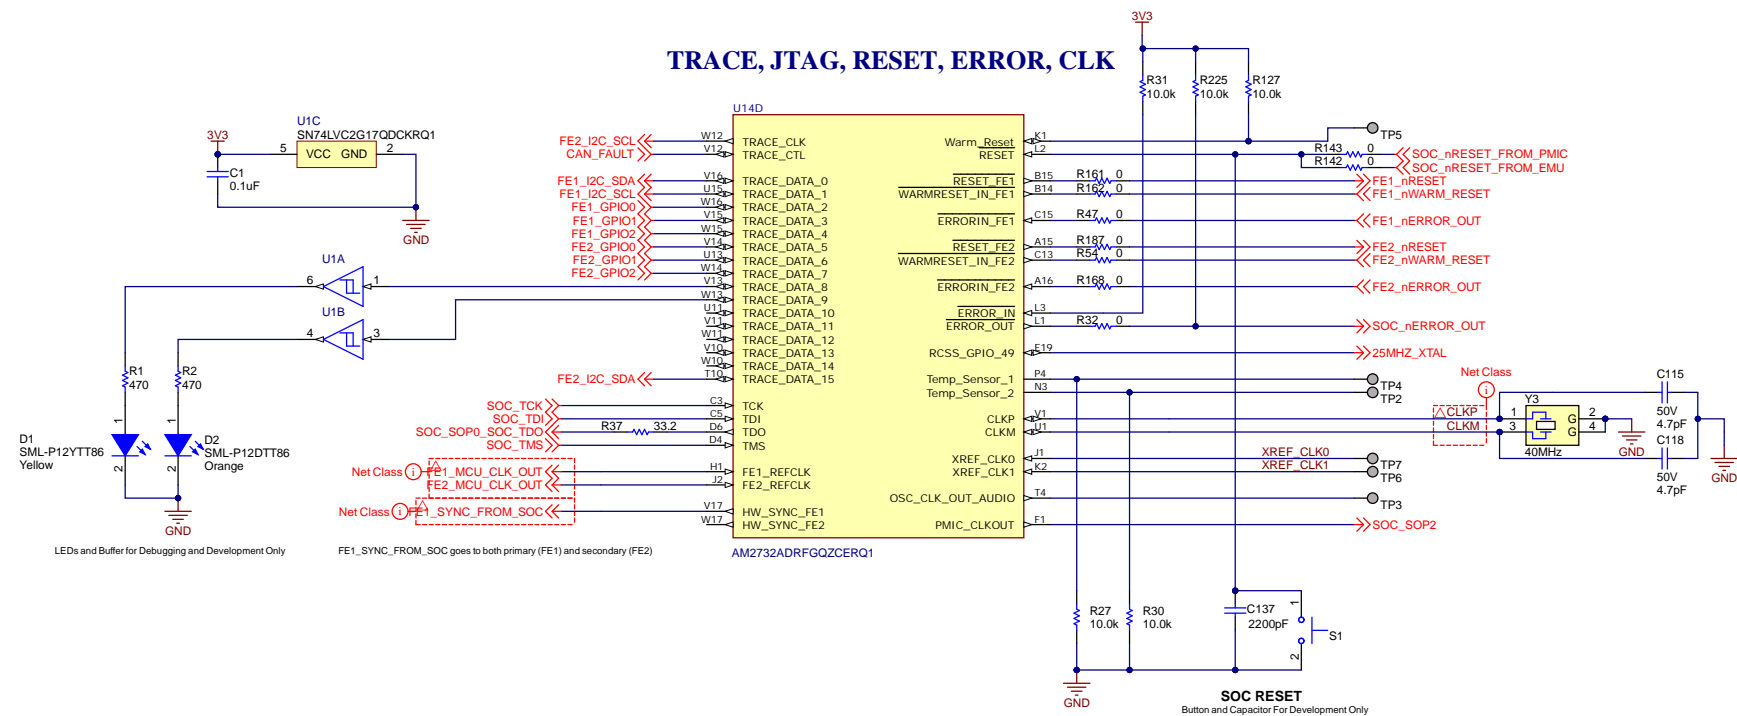 TRACE, JTAG, RESET, ERROR, CLK
3V3
R31
10.0k
R225
10.0k
R127
10.0k
U1C
SN74LVC2G17QDCKRQ1
3V3
5
VCC
GND
2
C1
0.1uF
GND
U1A
6
1
U1B
4
3
R1
470
R2
470
1
1
D1
SML-P12YTT86
Yellow
D2
SML-P12DTT86
Orange
2
2
GND
LEDs and Buffer for Debugging and Development Only
U14D
FE2_I2C_SCL W12 TRACE_CLK
CAN_FAULT V12 TRACE_CTL
FE1_I2C_SDA V16 TRACE_DATA_0
FE1_I2C_SCL U15 TRACE_DATA_1
FE1_GPIO0 W16 TRACE_DATA_2
FE1_GPIO1 V15 TRACE_DATA_3
FE1_GPIO2 W15 TRACE_DATA_4
FE2_GPIO0 V14 TRACE_DATA_5
FE2_GPIO1 U13 TRACE_DATA_6
FE2_GPIO2 W14 TRACE_DATA_7
V13 TRACE_DATA_8
W13 TRACE_DATA_9
U11 TRACE_DATA_10
V11 TRACE_DATA_11
W11 TRACE_DATA_12
V10 TRACE_DATA_13
W10 TRACE_DATA_14
FE2_I2C_SDA T10 TRACE_DATA_15
SOC_TCK C3 TCK
SOC_TDI C5 TDI
SOC_SOP0_SOC_TDO R37 33.2 D6 TDO
SOC_TMS D4 TMS
Net Class i FE1_MCU_CLK_OUT H1 FE1_REFCLK
FE2_MCU_CLK_OUT J2 FE2_REFCLK
Net Class i FE1_SYNC_FROM_SOC V17 HW_SYNC_FE1
W17 HW_SYNC_FE2
FE1_SYNC_FROM_SOC goes to both primary (FE1) and secondary (FE2)
AM2732ADRFGQZCERQ1
Warm_Reset K1 TP5
RESET L2 R143 0 SOC_nRESET_FROM_PMIC
R142 0 SOC_nRESET_FROM_EMU
RESET_FE1 B15 R161 0 FE1_nRESET
WARMRESET_IN_FE1 B14 R162 0 FE1_nWARM_RESET
ERRORIN_FE1 C15 R47 0 FE1_nERROR_OUT
RESET_FE2 A15 R187 0 FE2_nRESET
WARMRESET_IN_FE2 C13 R54 0 FE2_nWARM_RESET
ERRORIN_FE2 A16 R168 0 FE2_nERROR_OUT
ERROR_IN L3
ERROR_OUT L1 R32 0 SOC_nERROR_OUT
RCSS_GPIO_49 E19 25MHZ_XTAL
Temp_Sensor_1 P4 TP4
Temp_Sensor_2 N3 TP2
CLKP V1 CLKP
CLKM U1 CLKM
XREF_CLK0 J1 XREF_CLK0 TP7
XREF_CLK1 K2 XREF_CLK1 TP6
OSC_CLK_OUT_AUDIO T4 TP3
PMIC_CLKOUT F1 SOC_SOP2
Net Class
i
Y3
1
3
G
G
2
4
40MHz
GND
C115
50V
4.7pF
C118
50V
4.7pF
GND
R27
10.0k
R30
10.0k
C137
2200pF
1
S1
2
GND
SOC RESET
Button and Capacitor For Development Only